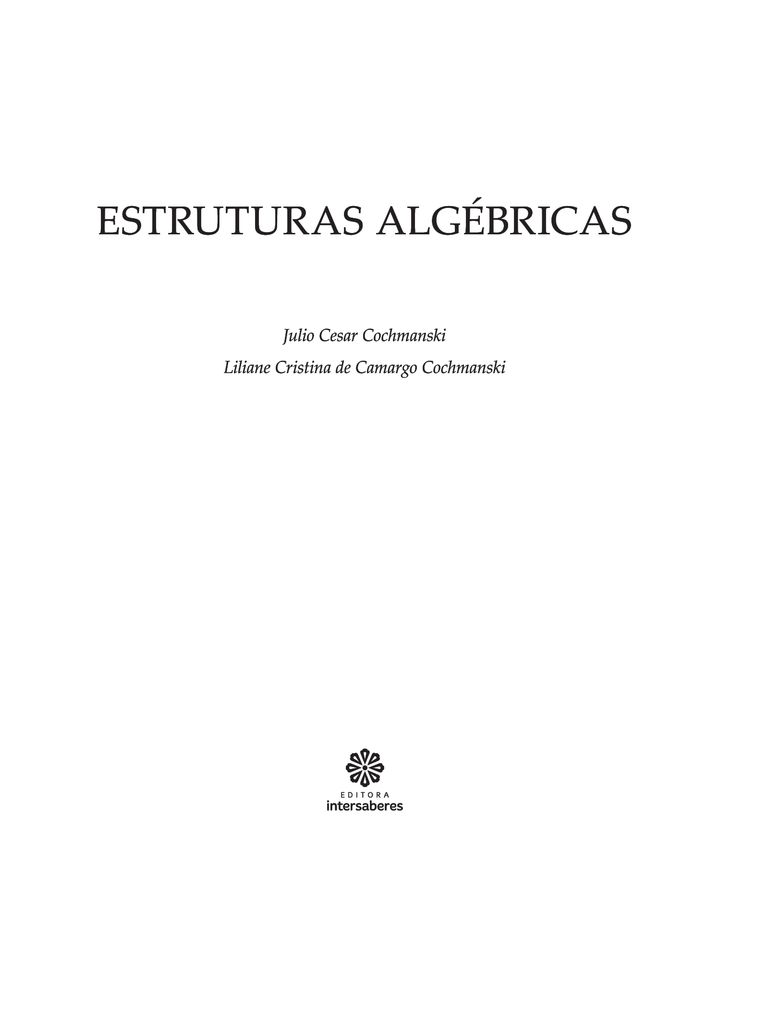 ESTRUTURAS ALGÉBRICAS
Julio Cesar Cochmanski
Liliane Cristina de Camargo Cochmanski
EDITORA
intersaberes